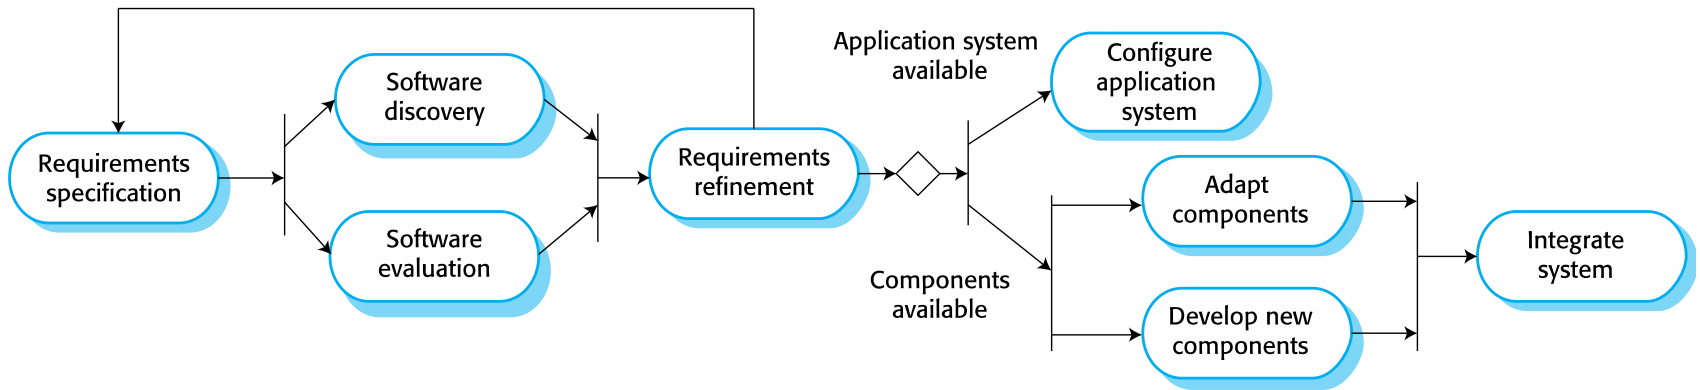 Requirements
specification
Software
discovery
Software
evaluation
Requirements
refinement
Application system
available
Configure
application
system
Components
available
Adapt
components
Develop new
components
Integrate
system